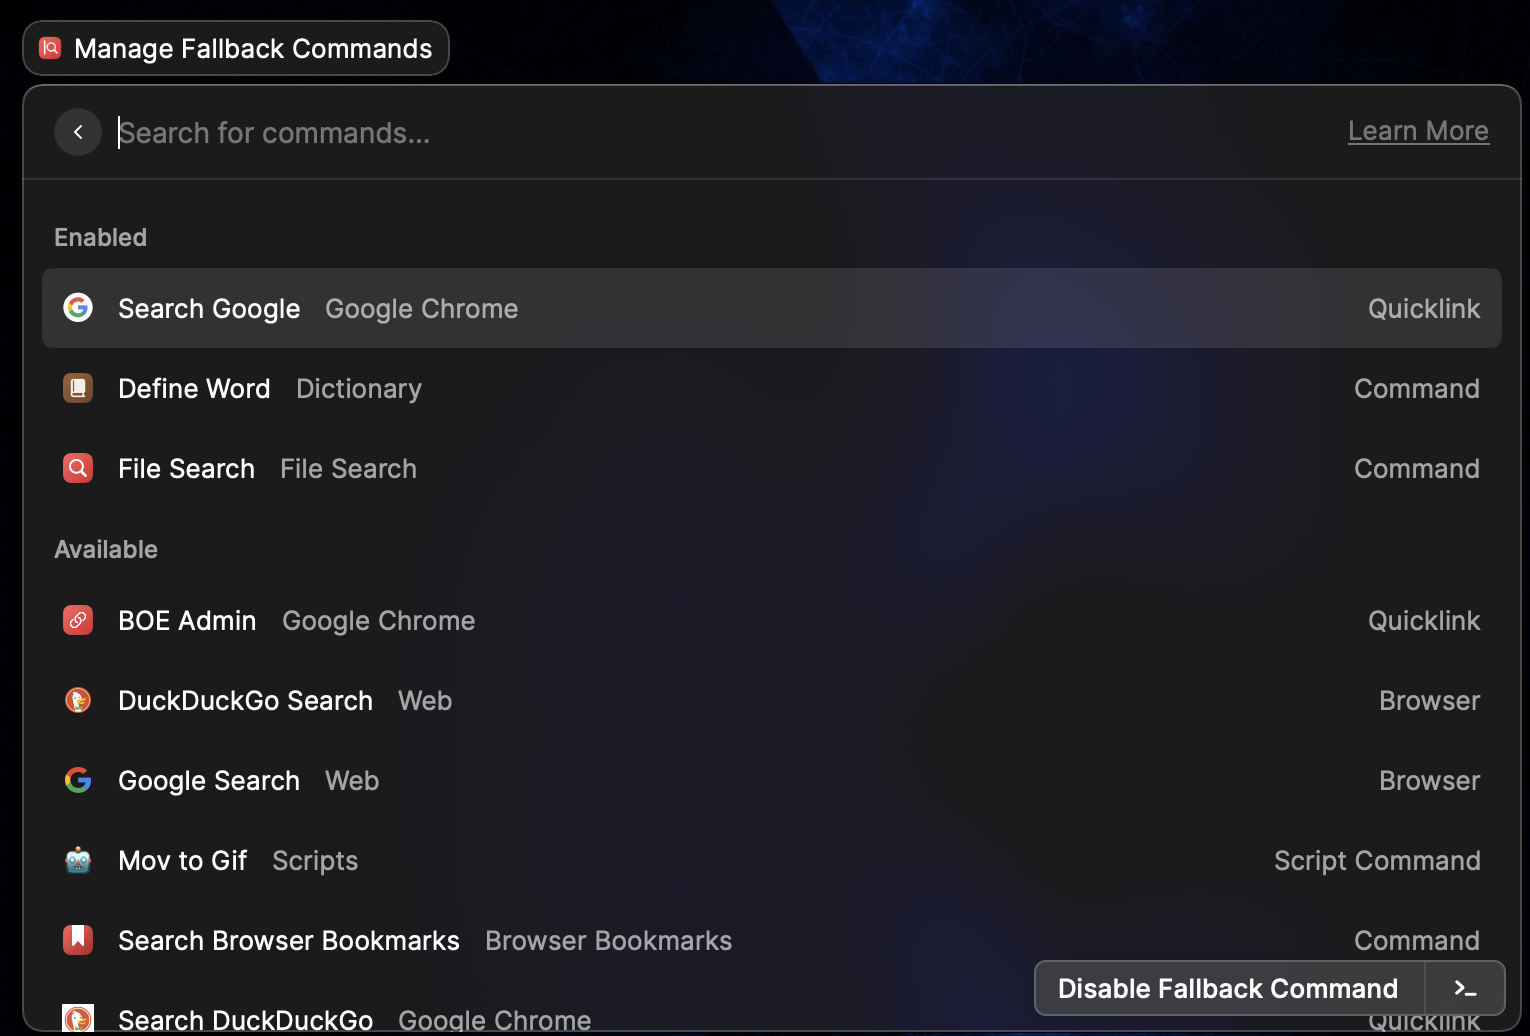 Manage Fallback Commands
Search for commands...
Learn More
Enabled
Search Google Google Chrome Quicklink
Define Word Dictionary Command
File Search File Search Command
Available
BOE Admin Google Chrome Quicklink
DuckDuckGo Search Web Browser
Google Search Web Browser
Mov to Gif Scripts Script Command
Search Browser Bookmarks Browser Bookmarks Command
Disable Fallback Command >_
Search DuckDuckGo Google Chrome Quicklink